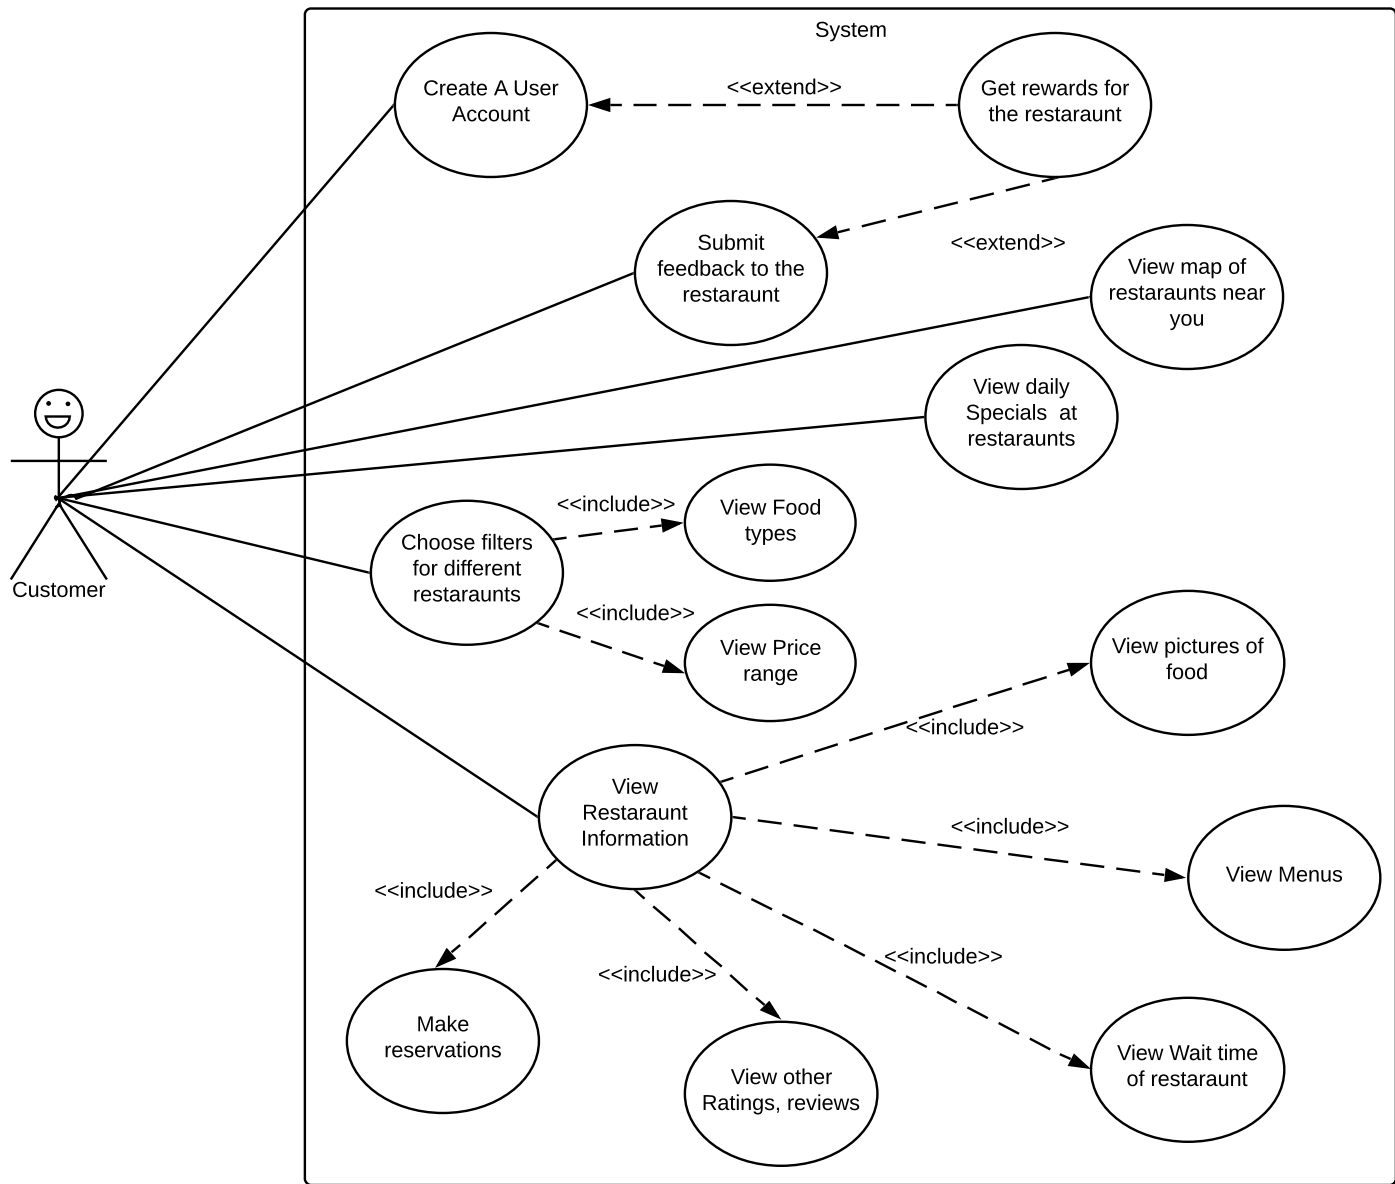 System
Create A User
Account
<<extend>>
Get rewards for
the restaraunt
Submit
feedback to the
restaraunt
<<extend>>
View map of
restaraunts near
you
View daily
Specials  at
restaraunts
Customer
Choose filters
for different
restaraunts
<<include>>
View Food
types
<<include>>
View Price
range
View pictures of
food
<<include>>
View
Restaraunt
Information
<<include>>
View Menus
<<include>>
<<include>>
<<include>>
Make
reservations
View other
Ratings, reviews
View Wait time
of restaraunt